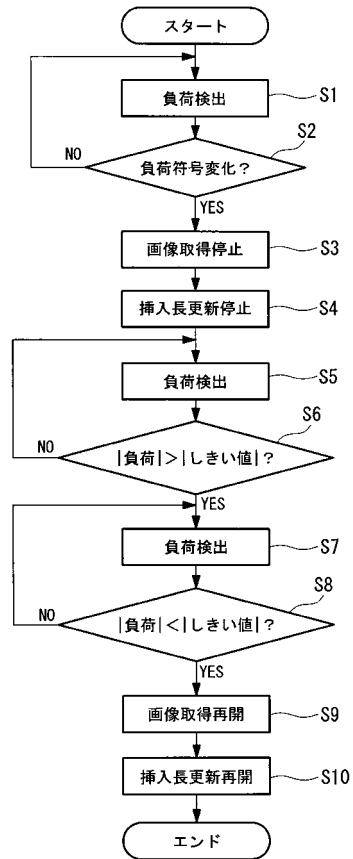 スタート
負荷検出
S1
負荷符号変化?
S2
NO
YES
画像取得停止
S3
挿入長更新停止
S4
負荷検出
S5
|負荷|>|しきい値|?
S6
NO
YES
負荷検出
S7
|負荷|<|しきい値|?
S8
NO
YES
画像取得再開
S9
挿入長更新再開
S10
エンド